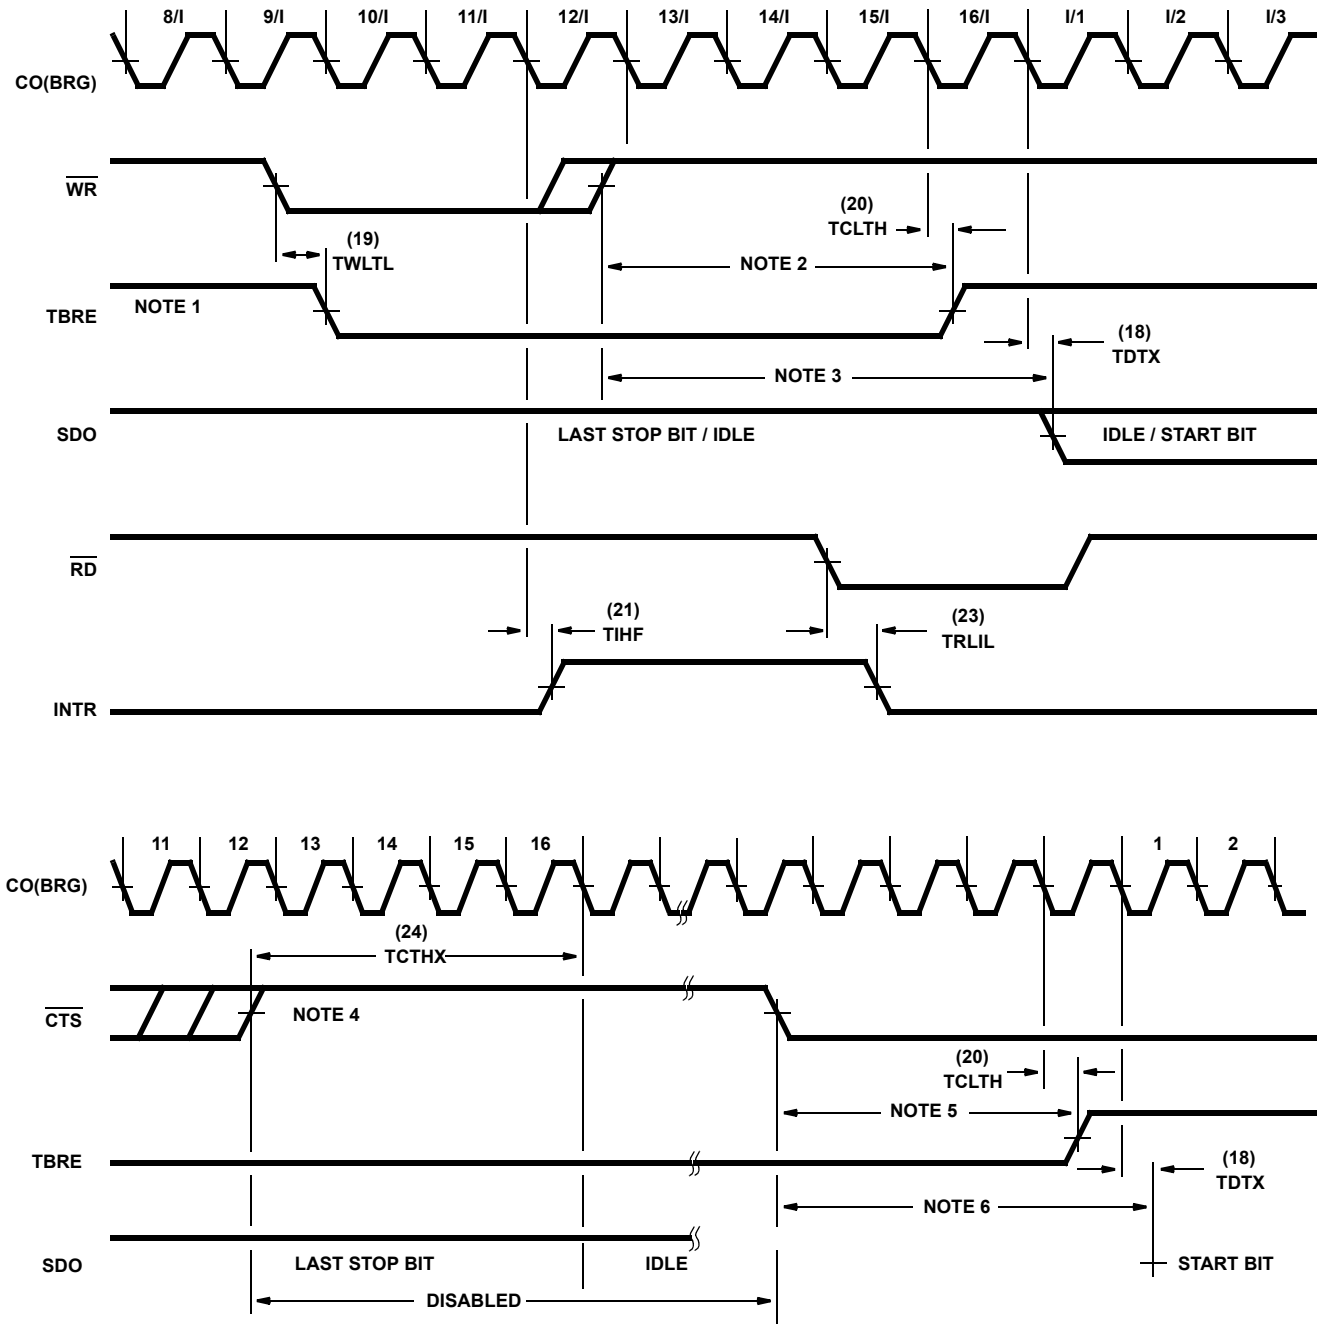 8/I 9/I 10/I 11/I 12/I 13/I 14/I 15/I 16/I I/1 I/2 I/3
CO(BRG)
WR
(20)
TCLTH
(19)
TWLTL
NOTE 2
NOTE 1
TBRE
(18)
TDTX
NOTE 3
SDO
LAST STOP BIT / IDLE
IDLE / START BIT
RD
(21)
TIHF
(23)
TRLIL
INTR
11 12 13 14 15 16 1 2
CO(BRG)
(24)
TCTHX
CTS
NOTE 4
(20)
TCLTH
NOTE 5
TBRE
(18)
TDTX
NOTE 6
SDO
LAST STOP BIT
IDLE
START BIT
DISABLED